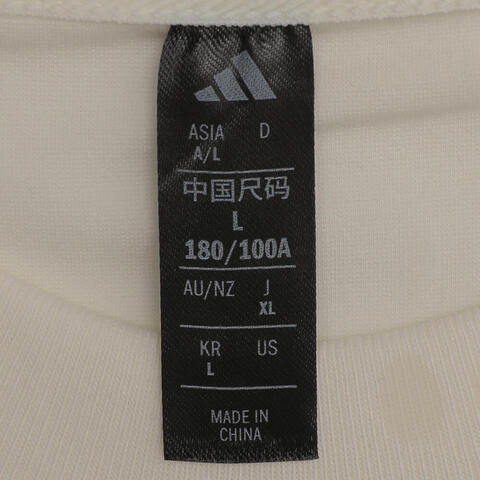 ASIA D
A/L
中国尺码
L
180/100A
AU/NZ J
XL
KR US
L
MADE IN
CHINA